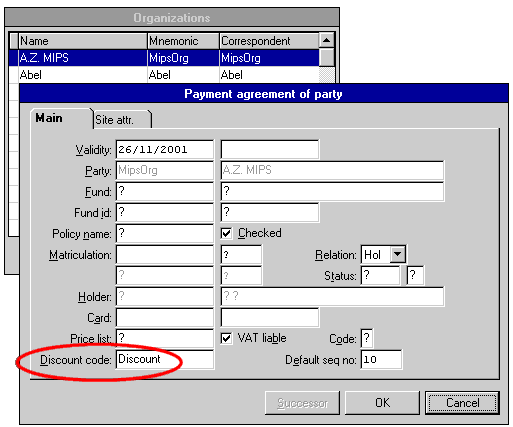 Organizations
Name Mnemonic Correspondent
A.Z. MIPS MipsOrg MipsOrg
Abel Abel Abel
Payment agreement of party
Main Site attr.
Validity: 26/11/2001
Party: MipsOrg A.Z. MIPS
Fund: ? ?
Fund id: ? ?
Policy name: ? Checked
Matriculation: ? Relation: Hol
? ? Status: ? ?
Holder: ? ? ?
Card:
Price list: ? VAT liable Code: ?
Discount code: Discount Default seq no: 10
Successor OK Cancel